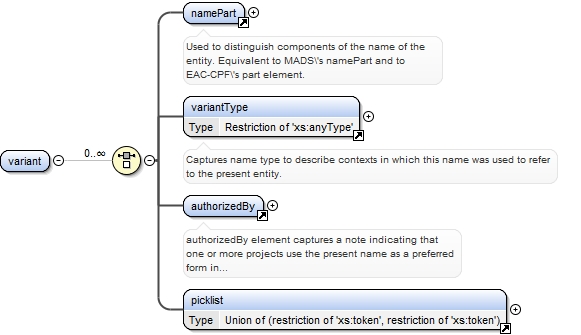 namePart
Used to distinguish components of the name of the
entity. Equivalent to MADS\'s namePart and to
EAC-CPF\'s part element.
variantType
Type Restriction of 'xs:anyType'
Captures name type to describe contexts in which this name was used to refer
to the present entity.
variant
0..∞
authorizedBy
authorizedBy element captures a note indicating that
one or more projects use the present name as a preferred
form in...
picklist
Type Union of (restriction of 'xs:token', restriction of 'xs:token')